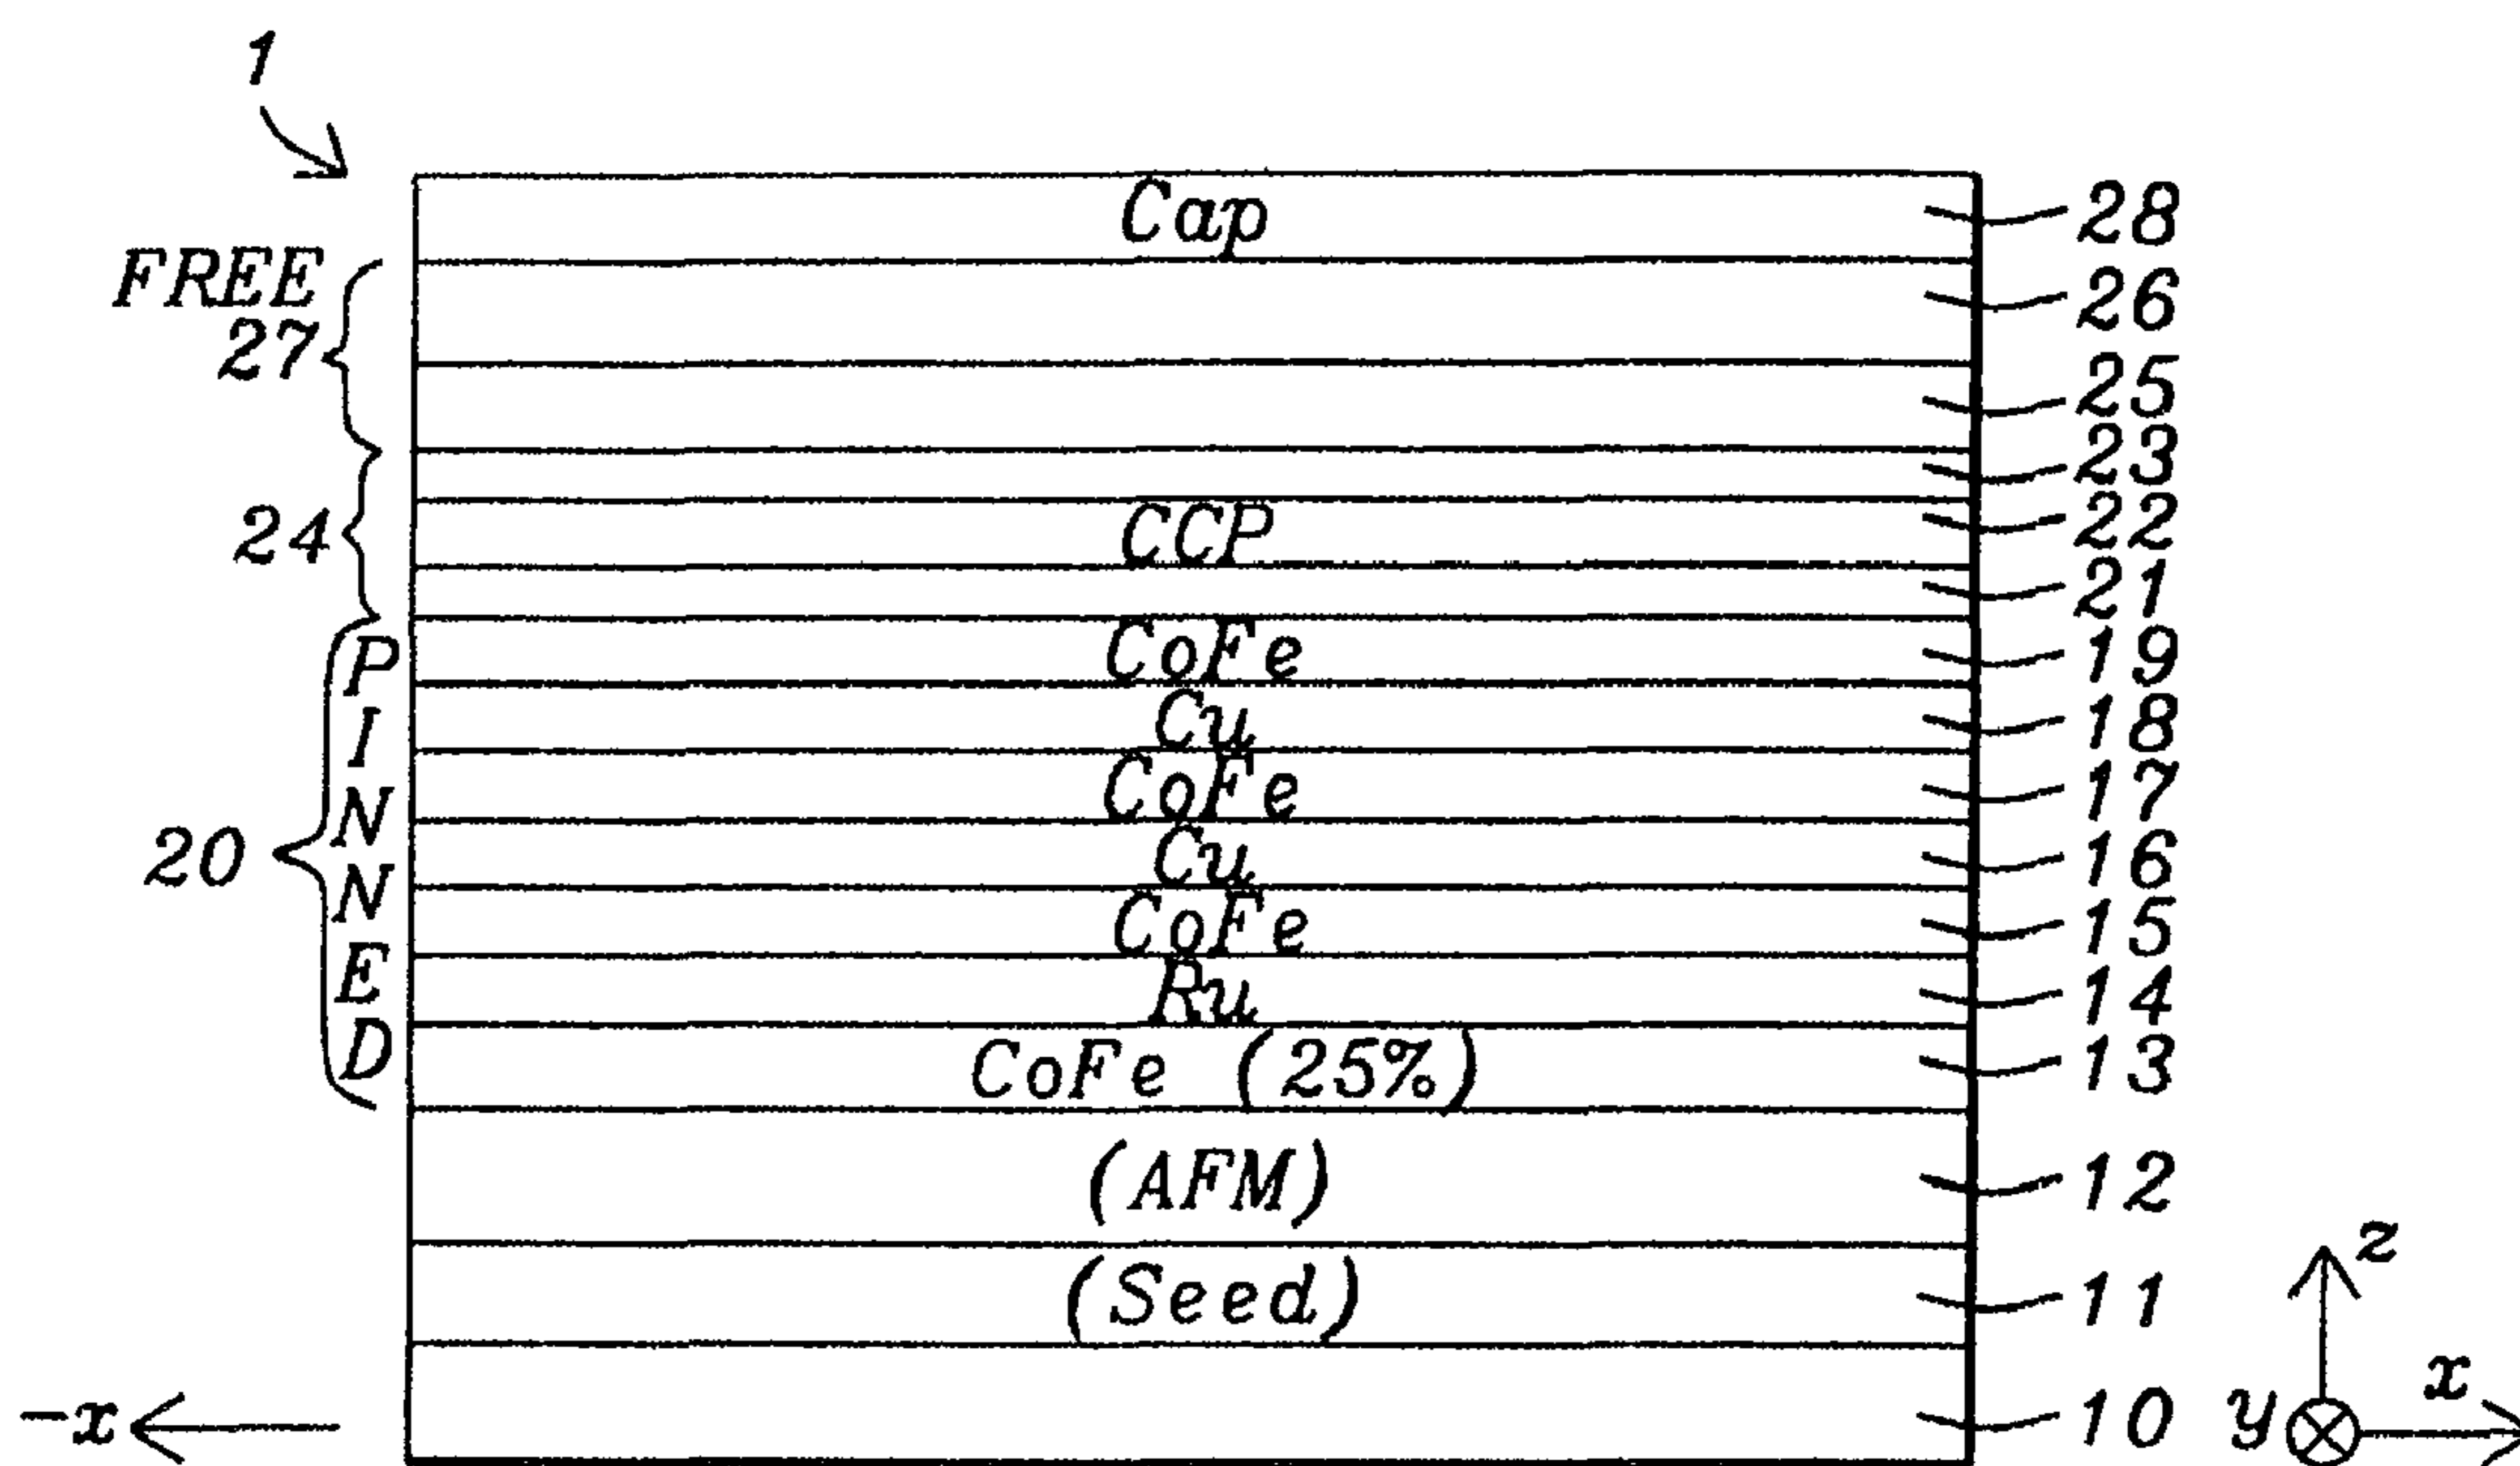 1
Cap 28
FREE 26
27 25
23
24 CCP 22
21
P CoFe 19
I Cu 18
N CoFe 17
20 N Cu 16
CoFe 15
E Ru 14
D CoFe (25%) 13
(AFM) 12
z
(Seed) 11
-x 10 y x